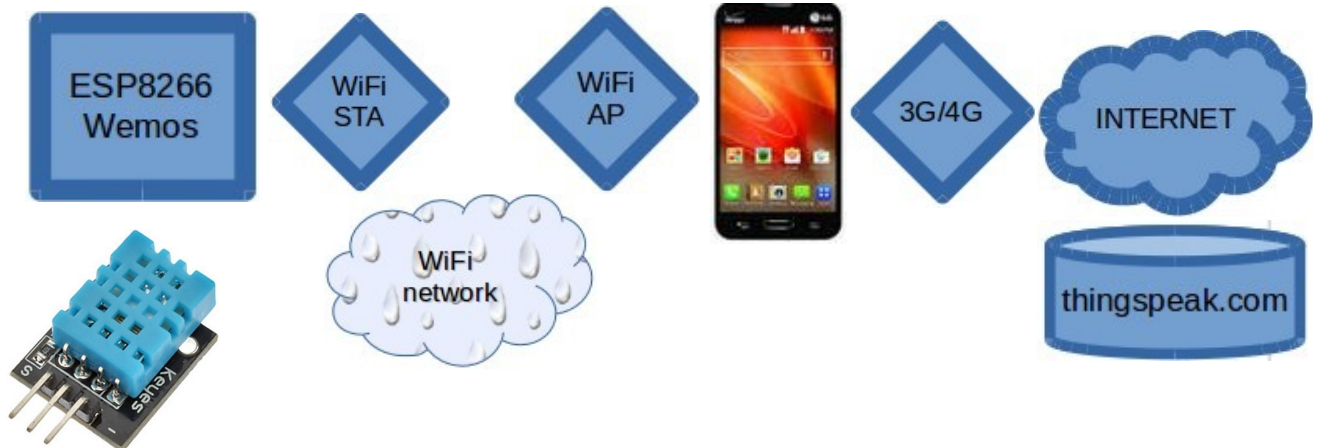 ESP8266
Wemos
WiFi
STA
WiFi
AP
3G/4G
INTERNET
WiFi
network
thingspeak.com
Keyes
S
-